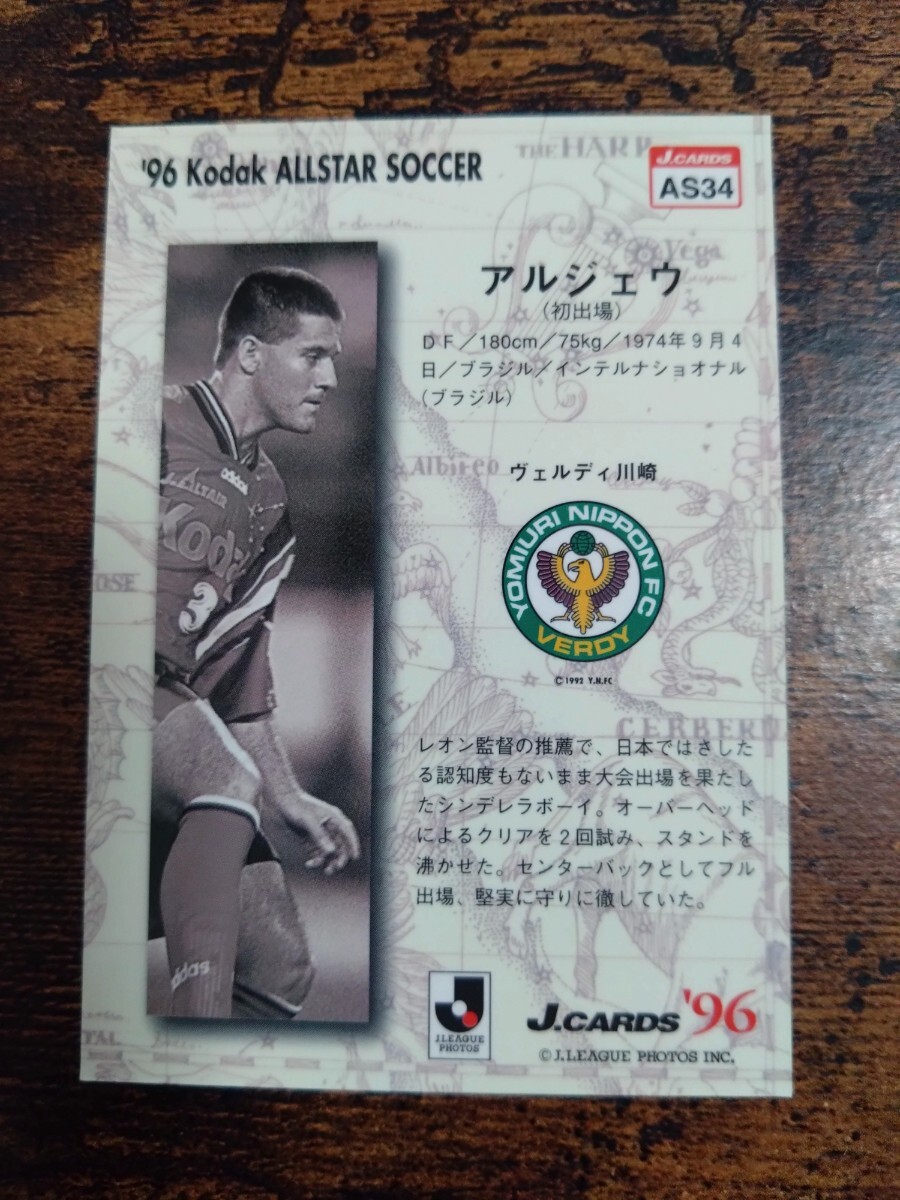 '96 Kodak ALLSTAR SOCCER
THE HARP
J.CARDS
AS34
Vega
アルジェウ
(初出場)
DF／180cm／75kg／1974年9月4
日／ブラジル／インテルナショオナル
(ブラジル)
Albireo
ヴェルディ川崎
YOMIURI NIPPON FC
VERDY
©1992 Y.N.FC
adidas
ALTAIR
Kodak
3
CERBERU
レオン監督の推薦で、日本ではさした
る認知度もないまま大会出場を果たし
たシンデレラボーイ。オーバーヘッド
によるクリアを2回試み、スタンドを
沸かせた。センターバックとしてフル
出場、堅実に守りに徹していた。
adidas
J.LEAGUE
PHOTOS
J.CARDS '96
©J.LEAGUE PHOTOS INC.